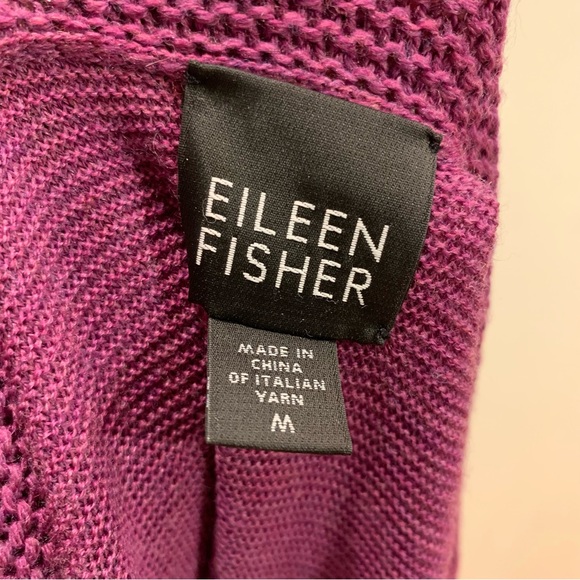 EILEEN
FISHER
MADE IN
CHINA
OF ITALIAN
YARN
M